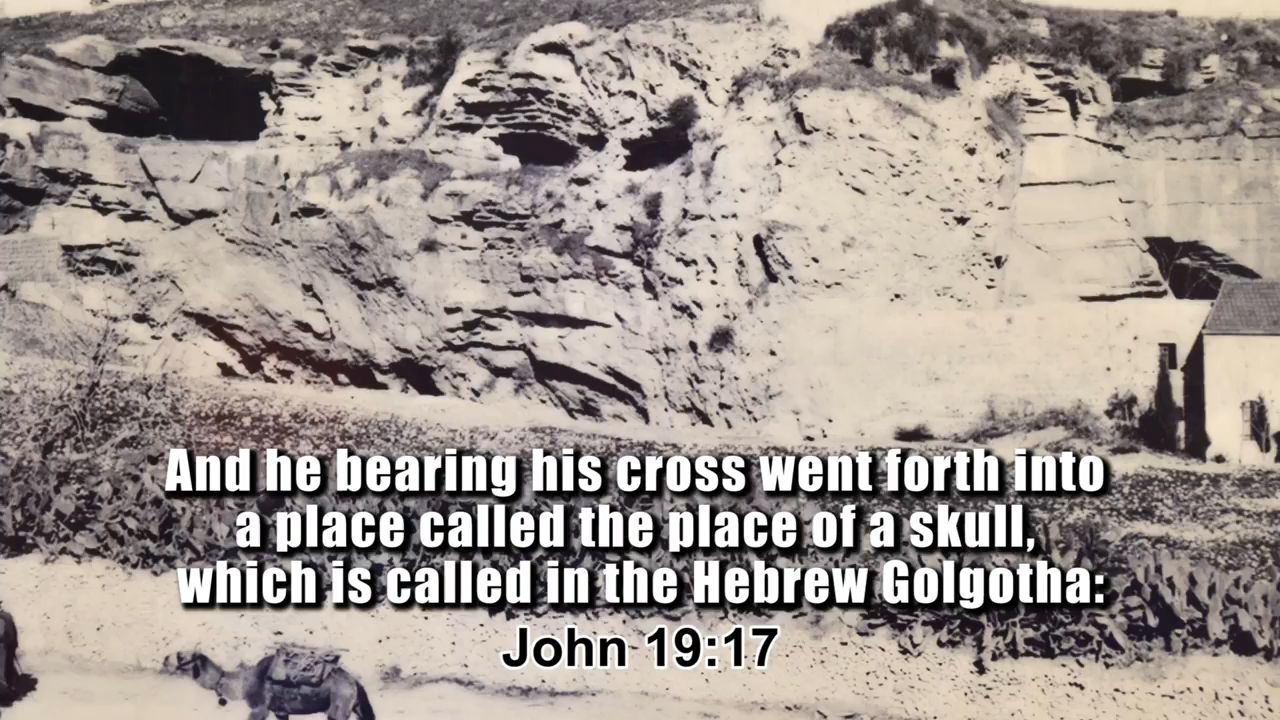 And he bearing his cross went forth into
a place called the place of a skull,
which is called in the Hebrew Golgotha:
John 19:17